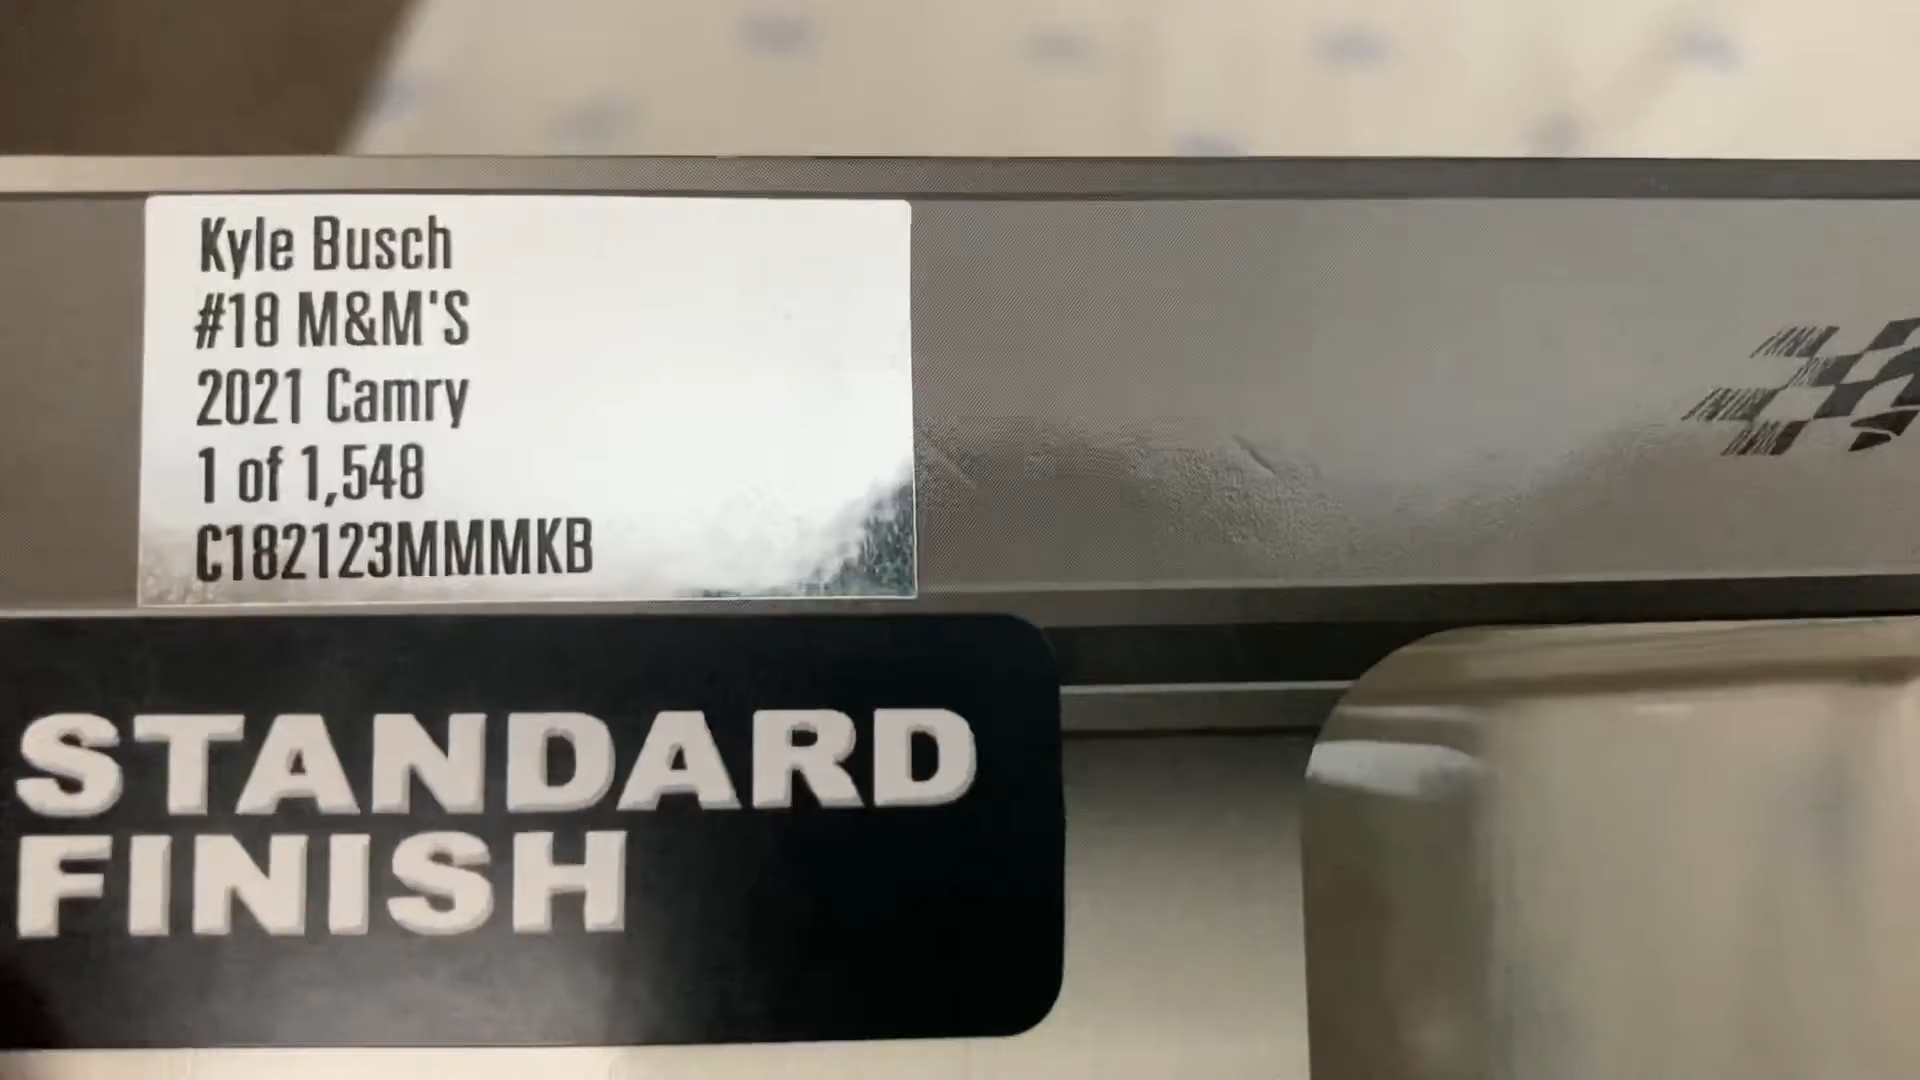 Kyle Busch
#18 M&M'S
2021 Camry
1 of 1,548
C182123MMMKB
STANDARD
FINISH